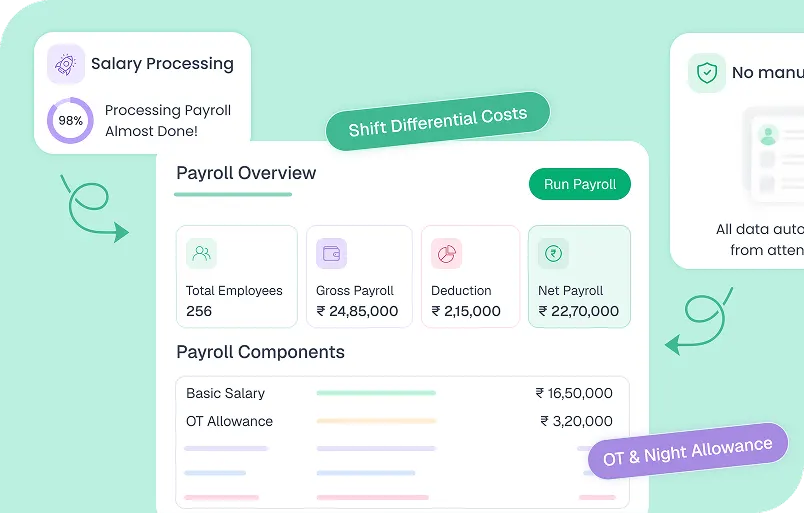 Salary Processing
98%
Processing Payroll
Almost Done!
Shift Differential Costs
No manu
All data auto
from atten
Payroll Overview
Run Payroll
Total Employees
256
Gross Payroll
₹ 24,85,000
Deduction
₹ 2,15,000
Net Payroll
₹ 22,70,000
Payroll Components
Basic Salary ₹ 16,50,000
OT Allowance ₹ 3,20,000
OT & Night Allowance